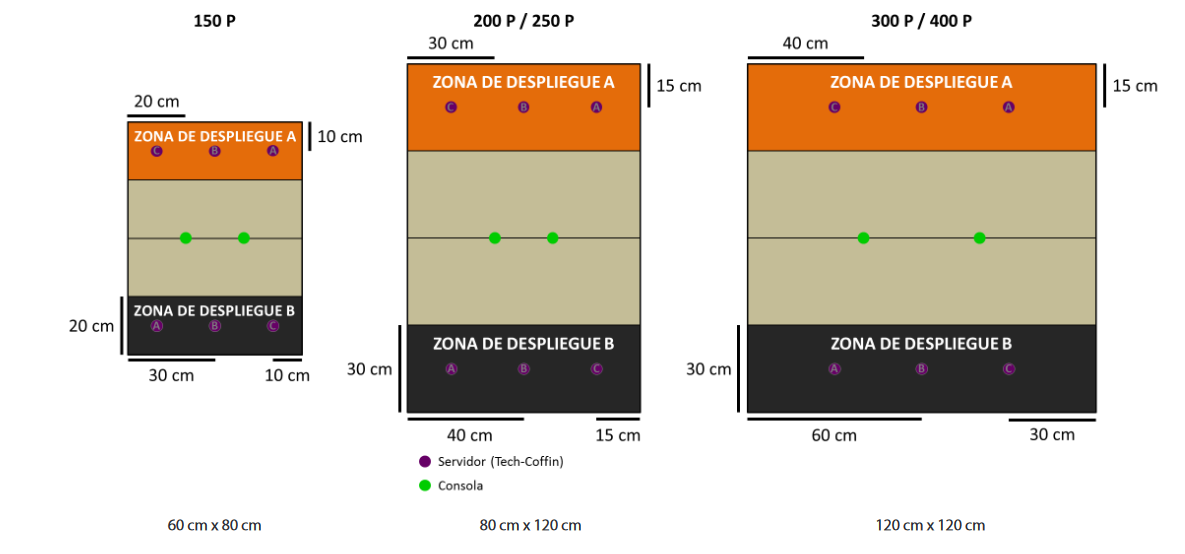 150 P
20 cm
ZONA DE DESPLIEGUE A
10 cm
C B A
ZONA DE DESPLIEGUE B
20 cm
A B C
30 cm 10 cm
60 cm x 80 cm
200 P / 250 P
30 cm
ZONA DE DESPLIEGUE A
15 cm
C B A
ZONA DE DESPLIEGUE B
30 cm
A B C
40 cm 15 cm
Servidor (Tech-Coffin)
Consola
80 cm x 120 cm
300 P / 400 P
40 cm
ZONA DE DESPLIEGUE A
15 cm
C B A
ZONA DE DESPLIEGUE B
30 cm
A B C
60 cm 30 cm
120 cm x 120 cm